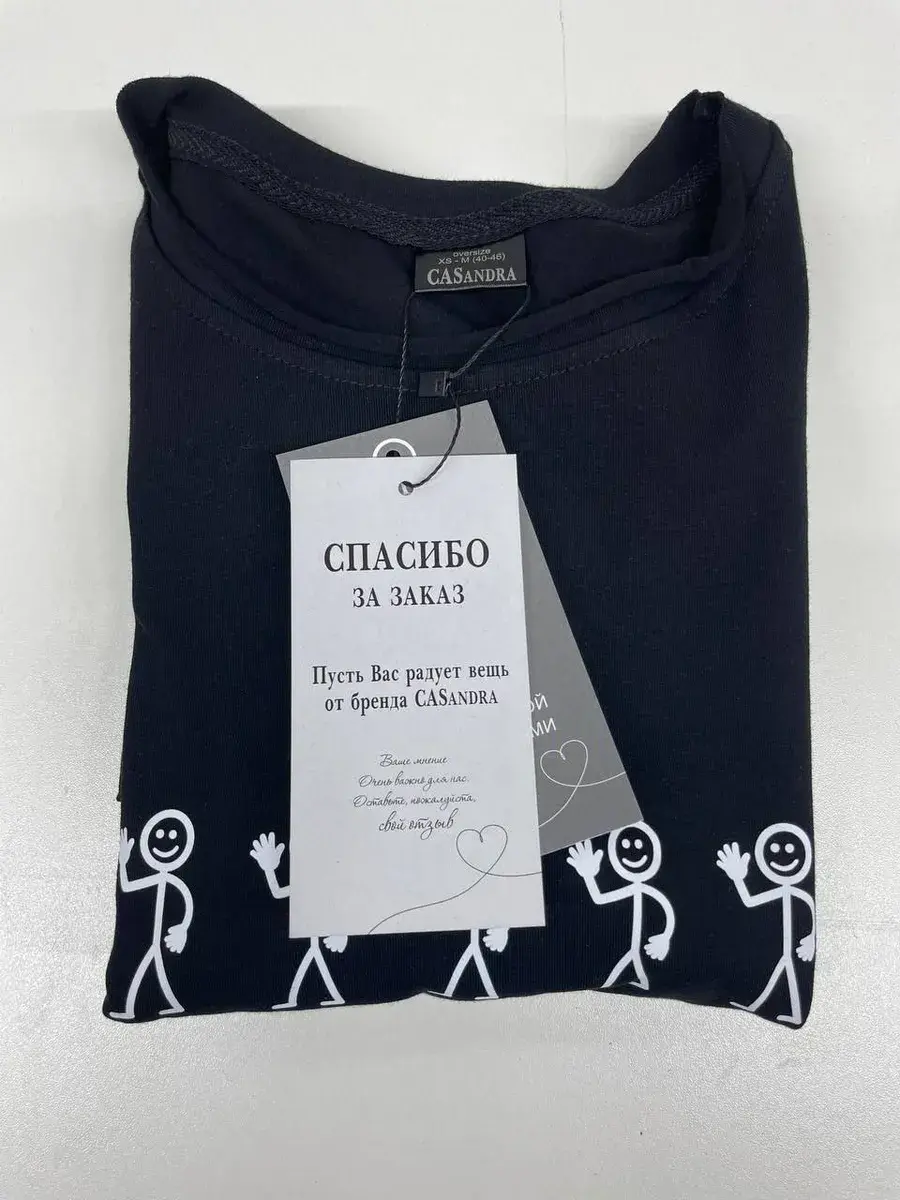 oversize
XS - M (40-46)
CASANDRA
СПАСИБО
ЗА ЗАКАЗ
Пусть Вас радует вещь
от бренда CASANDRA
Ваше мнение
Очень важно для нас.
Оставьте, пожалуйста,
свой отзыв